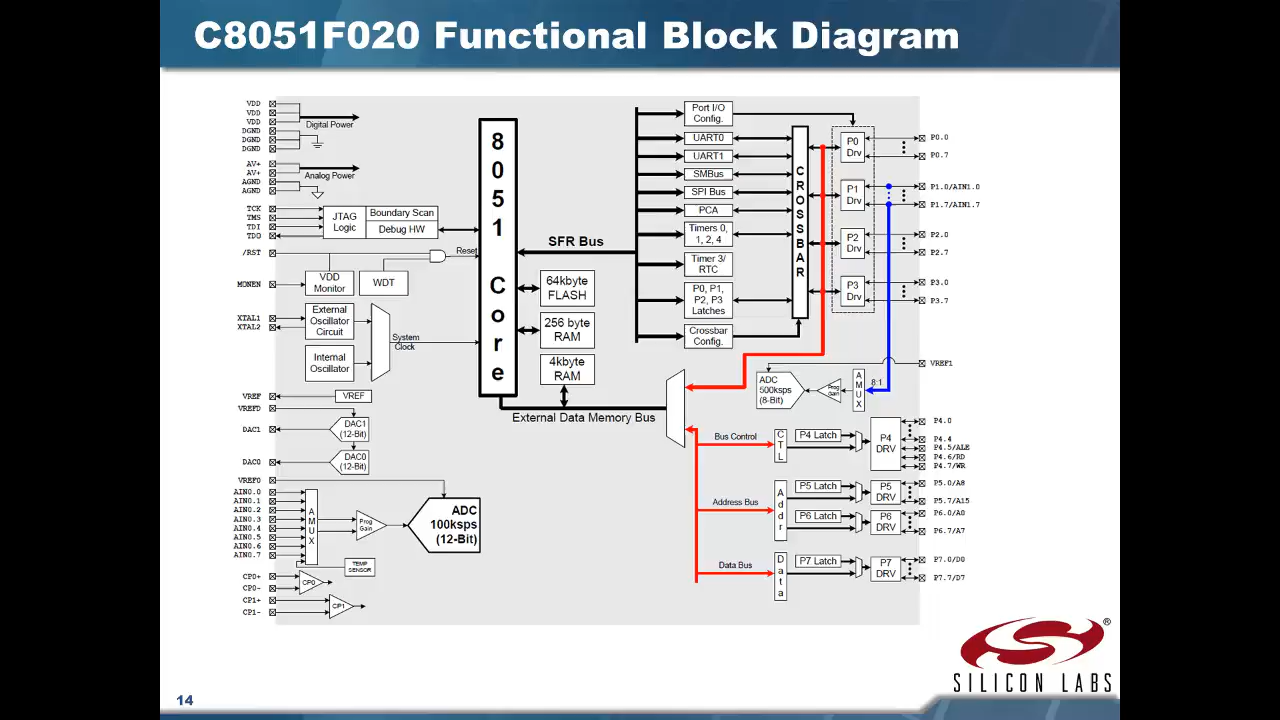 C8051F020 Functional Block Diagram
VDD
VDD
VDD
DGND
DGND
DGND
Digital Power
AV+
AV+
AGND
AGND
Analog Power
TCK
TMS
TDI
TDO
JTAG
Logic
Boundary Scan
Debug HW
/RST
Reset
MONEN
VDD
Monitor
WDT
XTAL1
XTAL2
External
Oscillator
Circuit
Internal
Oscillator
System
Clock
VREF
VREF
VREFD
DAC1
DAC1
(12-Bit)
DAC0
DAC0
(12-Bit)
VREF0
AIN0.0
AIN0.1
AIN0.2
AIN0.3
AIN0.4
AIN0.5
AIN0.6
AIN0.7
AMUX
Prog
Gain
ADC
100ksps
(12-Bit)
TEMP
SENSOR
CP0+
CP0-
CP0
CP1+
CP1-
CP1
8051 Core
SFR Bus
64kbyte
FLASH
256 byte
RAM
4kbyte
RAM
External Data Memory Bus
Port I/O
Config.
UART0
UART1
SMBus
SPI Bus
PCA
Timers 0,
1, 2, 4
Timer 3/
RTC
P0, P1,
P2, P3
Latches
Crossbar
Config.
CROSSBAR
P0
Drv
P1
Drv
P2
Drv
P3
Drv
P0.0
P0.7
P1.0/AIN1.0
P1.7/AIN1.7
P2.0
P2.7
P3.0
P3.7
VREF1
ADC
500ksps
(8-Bit)
Prog
Gain
AMUX
8:1
Bus Control
CTL
P4 Latch
P4
DRV
P4.0
P4.4
P4.5/ALE
P4.6/RD
P4.7/WR
Address Bus
Addr
P5 Latch
P5
DRV
P5.0/A8
P5.7/A15
P6 Latch
P6
DRV
P6.0/A0
P6.7/A7
Data Bus
Data
P7 Latch
P7
DRV
P7.0/D0
P7.7/D7
SILICON LABS
®
14